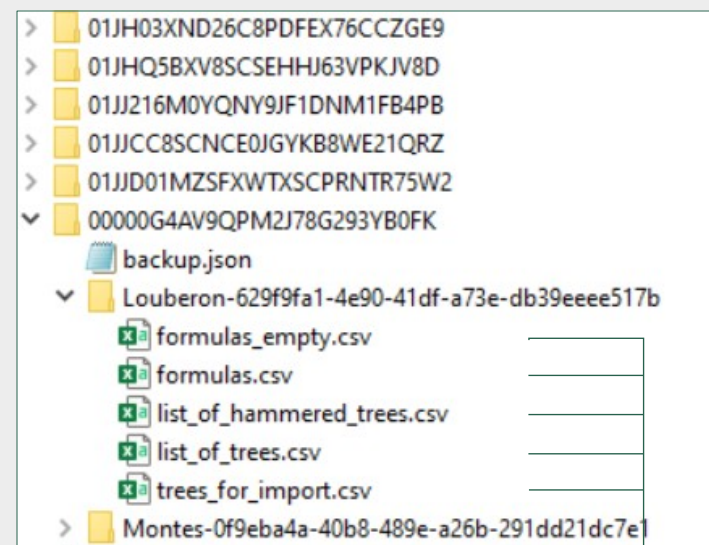 01JH03XND26C8PDFEX76CCZGE9
01JHQ5BXV8SCSEHHJ63VPKJV8D
01JJ216M0YQNY9JF1DNM1FB4PB
01JJCC8SCNCE0JGYKB8WE21QRZ
01JJD01MZSFXWTXSCPRNTR75W2
00000G4AV9QPM2J78G293YB0FK
backup.json
Louberon-629f9fa1-4e90-41df-a73e-db39eeee517b
formulas_empty.csv
formulas.csv
list_of_hammered_trees.csv
list_of_trees.csv
trees_for_import.csv
Montes-0f9eba4a-40b8-489e-a26b-291dd21dc7e1